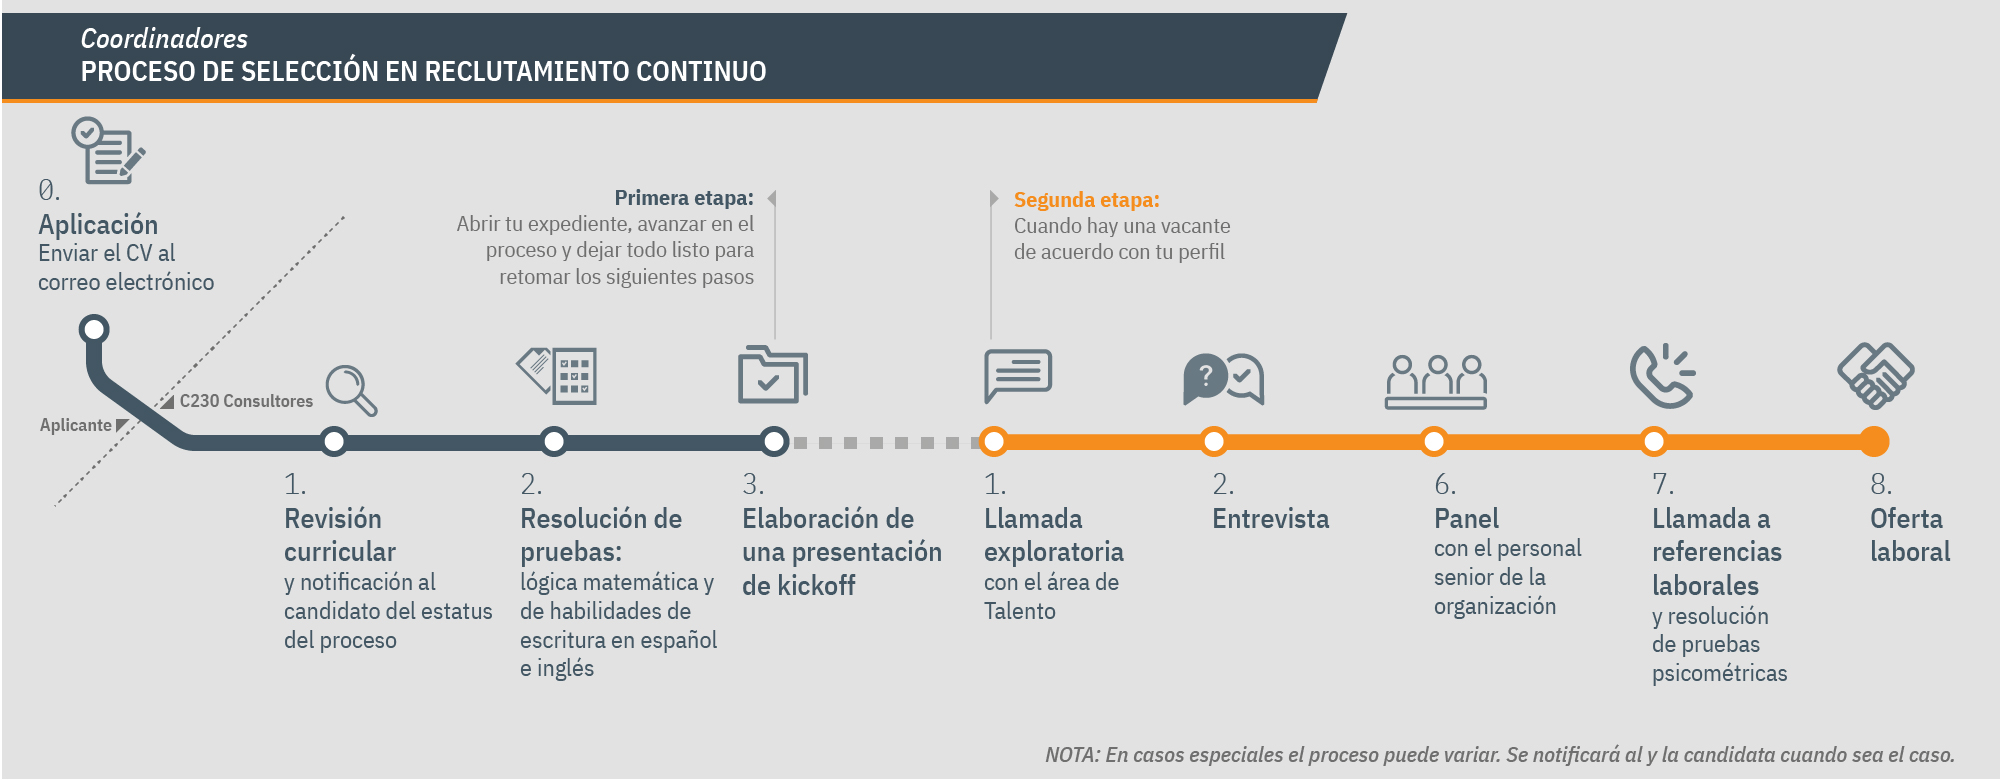 Coordinadores
PROCESO DE SELECCIÓN EN RECLUTAMIENTO CONTINUO
0.
Aplicación
Enviar el CV al
correo electrónico
Aplicante
C230 Consultores
Primera etapa:
Abrir tu expediente, avanzar en el
proceso y dejar todo listo para
retomar los siguientes pasos
Segunda etapa:
Cuando hay una vacante
de acuerdo con tu perfil
?
1.
Revisión
curricular
y notificación al
candidato del estatus
del proceso
2.
Resolución de
pruebas:
lógica matemática y
de habilidades de
escritura en español
e inglés
3.
Elaboración de
una presentación
de kickoff
1.
Llamada
exploratoria
con el área de
Talento
2.
Entrevista
6.
Panel
con el personal
senior de la
organización
7.
Llamada a
referencias
laborales
y resolución
de pruebas
psicométricas
8.
Oferta
laboral
NOTA: En casos especiales el proceso puede variar. Se notificará al y la candidata cuando sea el caso.